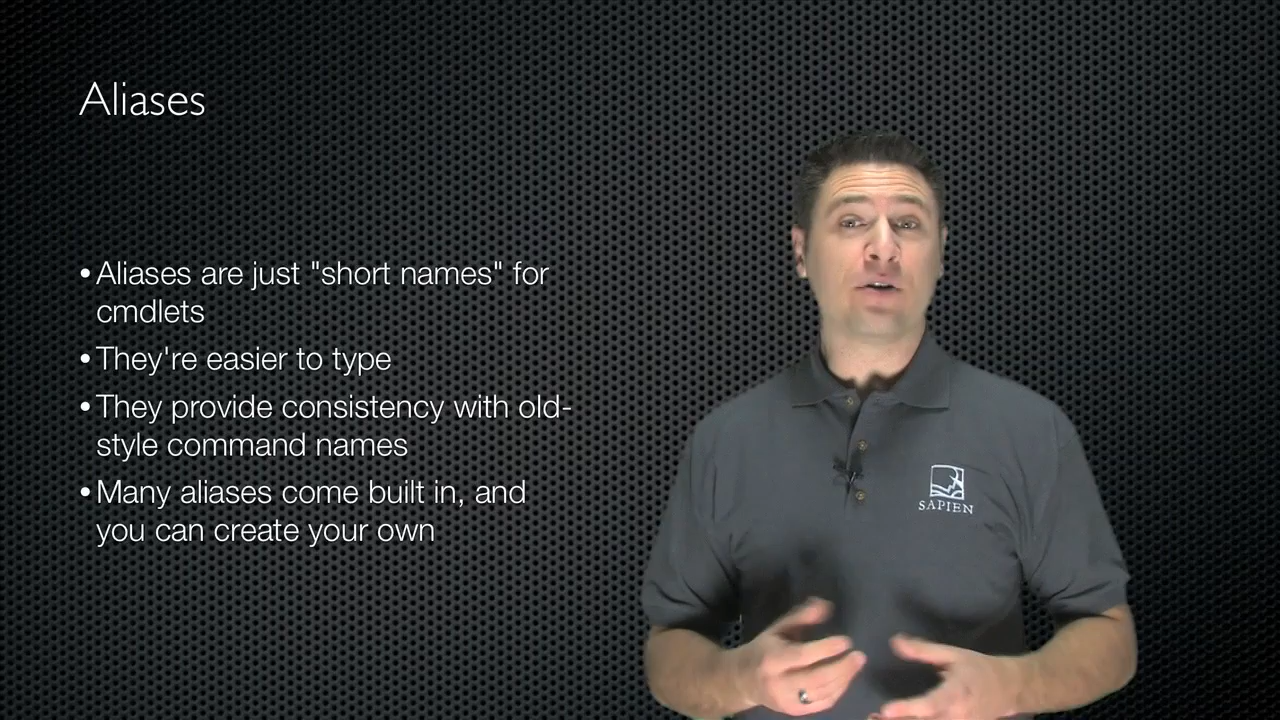 Aliases
• Aliases are just "short names" for
cmdlets
• They're easier to type
• They provide consistency with old-
style command names
• Many aliases come built in, and
you can create your own
SAPIEN